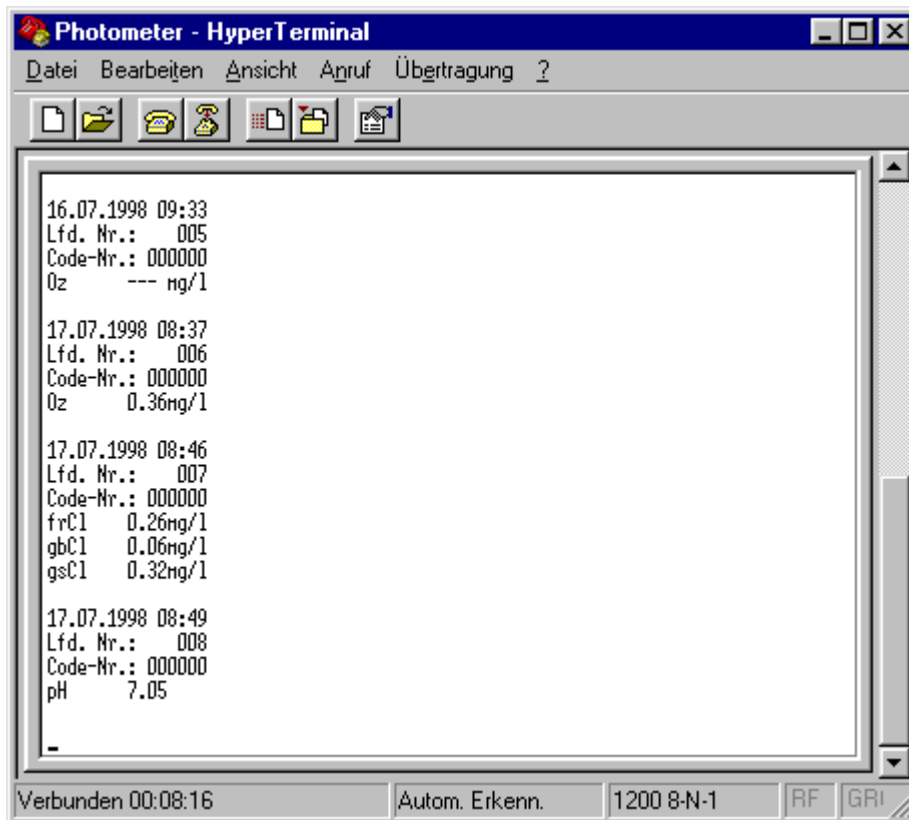 Photometer - HyperTerminal
Datei Bearbeiten Ansicht Anruf Übertragung ?
16.07.1998 09:33
Lfd. Nr.: 005
Code-Nr.: 000000
Oz --- mg/l
17.07.1998 08:37
Lfd. Nr.: 006
Code-Nr.: 000000
Oz 0.36mg/l
17.07.1998 08:46
Lfd. Nr.: 007
Code-Nr.: 000000
frCl 0.26mg/l
gbCl 0.06mg/l
gsCl 0.32mg/l
17.07.1998 08:49
Lfd. Nr.: 008
Code-Nr.: 000000
pH 7.05
Verbunden 00:08:16 Autom. Erkenn. 1200 8-N-1 RF GRI